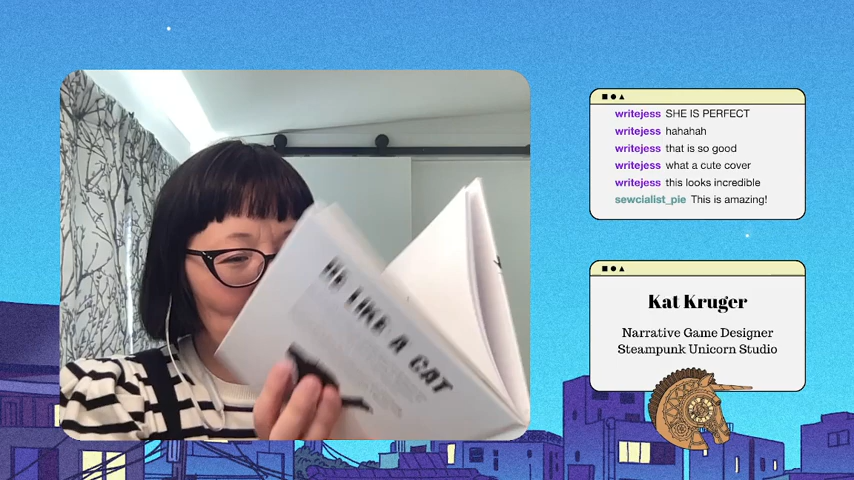 writejess SHE IS PERFECT
writejess hahahah
writejess that is so good
writejess what a cute cover
writejess this looks incredible
sewcialist_pie This is amazing!
Kat Kruger
Narrative Game Designer
Steampunk Unicorn Studio
LIKE A CAT